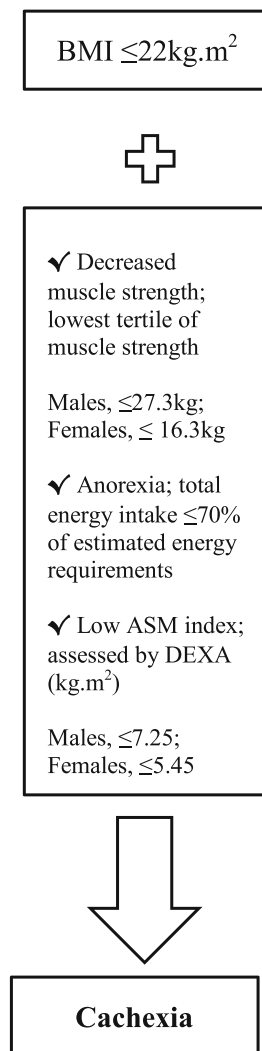 BMI ≤22kg.m²
✓ Decreased
muscle strength;
lowest tertile of
muscle strength
Males, ≤27.3kg;
Females, ≤ 16.3kg
✓ Anorexia; total
energy intake ≤70%
of estimated energy
requirements
✓ Low ASM index;
assessed by DEXA
(kg.m²)
Males, ≤7.25;
Females, ≤5.45
Cachexia